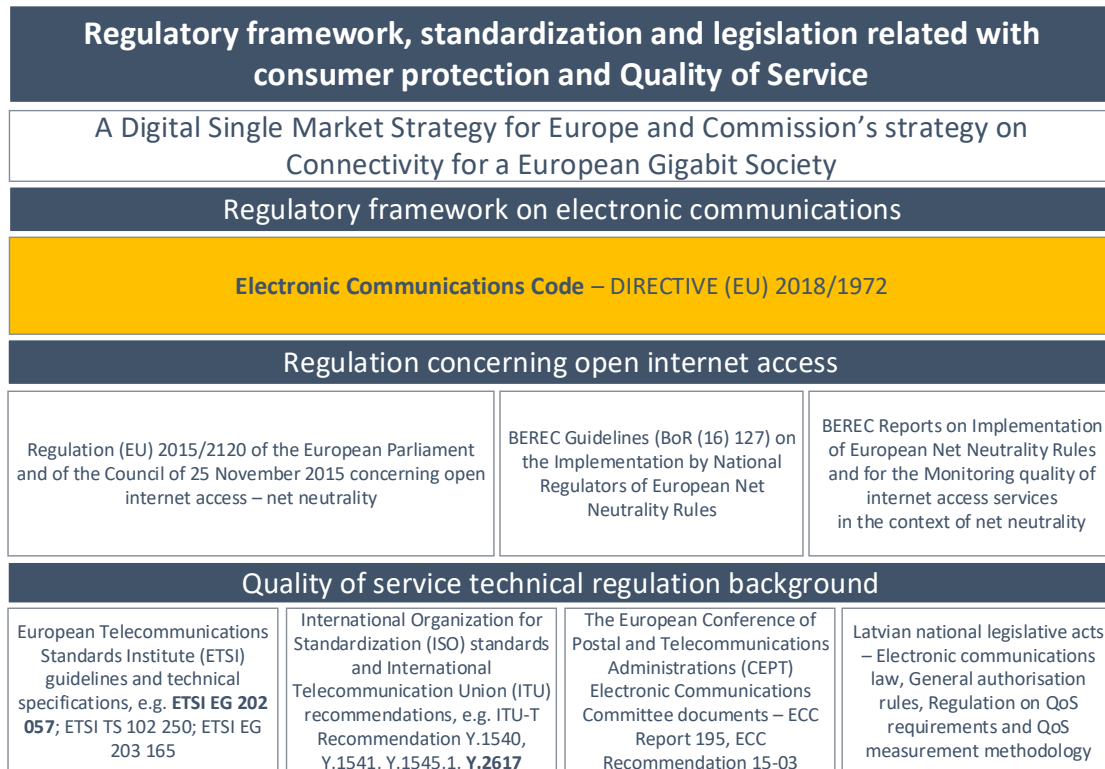 Regulatory framework, standardization and legislation related with
consumer protection and Quality of Service
A Digital Single Market Strategy for Europe and Commission's strategy on
Connectivity for a European Gigabit Society
Regulatory framework on electronic communications
Electronic Communications Code – DIRECTIVE (EU) 2018/1972
Regulation concerning open internet access
Regulation (EU) 2015/2120 of the European Parliament
and of the Council of 25 November 2015 concerning open
internet access – net neutrality
BEREC Guidelines (BoR (16) 127) on
the Implementation by National
Regulators of European Net
Neutrality Rules
BEREC Reports on Implementation
of European Net Neutrality Rules
and for the Monitoring quality of
internet access services
in the context of net neutrality
Quality of service technical regulation background
European Telecommunications
Standards Institute (ETSI)
guidelines and technical
specifications, e.g. ETSI EG 202
057; ETSI TS 102 250; ETSI EG
203 165
International Organization for
Standardization (ISO) standards
and International
Telecommunication Union (ITU)
recommendations, e.g. ITU-T
Recommendation Y.1540,
Y.1541, Y.1545.1, Y.2617
The European Conference of
Postal and Telecommunications
Administrations (CEPT)
Electronic Communications
Committee documents – ECC
Report 195, ECC
Recommendation 15-03
Latvian national legislative acts
– Electronic communications
law, General authorisation
rules, Regulation on QoS
requirements and QoS
measurement methodology